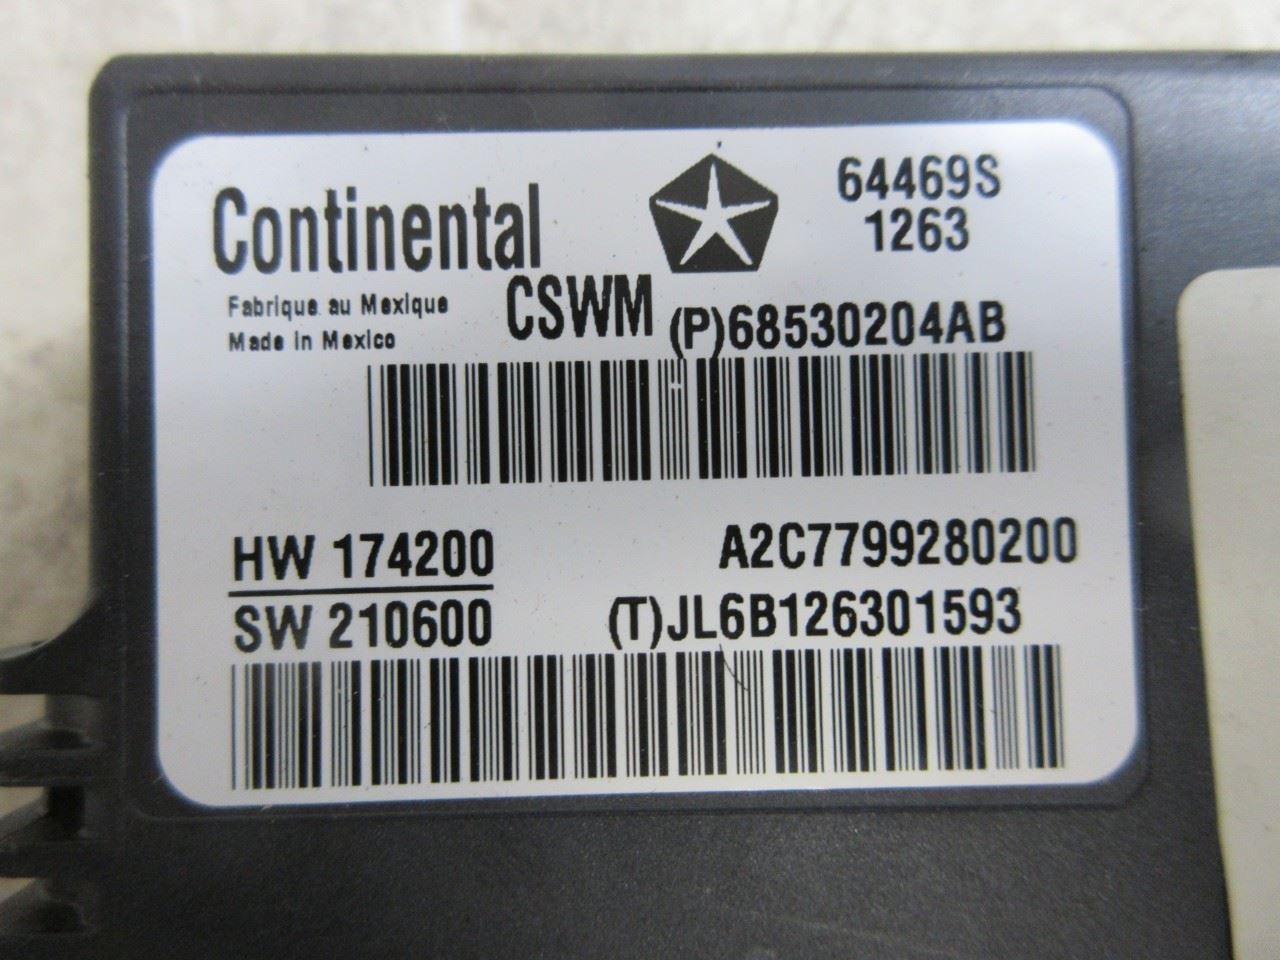 Continental
64469S
1263
Fabrique au Mexique
Made in Mexico
CSWM
(P)68530204AB
HW 174200
SW 210600
A2C7799280200
(T)JL6B126301593